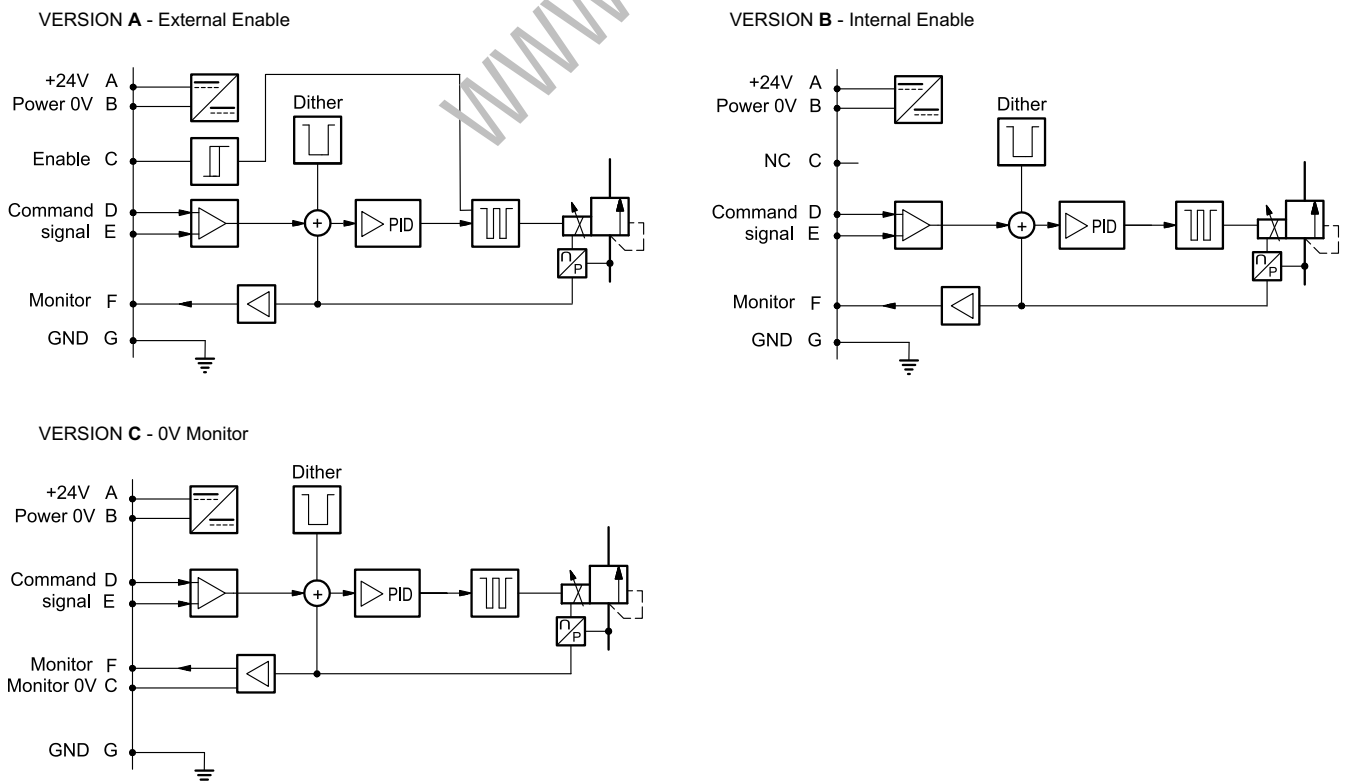 VERSION A - External Enable
+24V A
Power 0V B
Enable C
Command D
signal E
Monitor F
GND G
Dither
PID
P
VERSION B - Internal Enable
+24V A
Power 0V B
NC C
Command D
signal E
Monitor F
GND G
Dither
PID
P
VERSION C - 0V Monitor
+24V A
Power 0V B
Command D
signal E
Monitor F
Monitor 0V C
GND G
Dither
PID
P
WWW